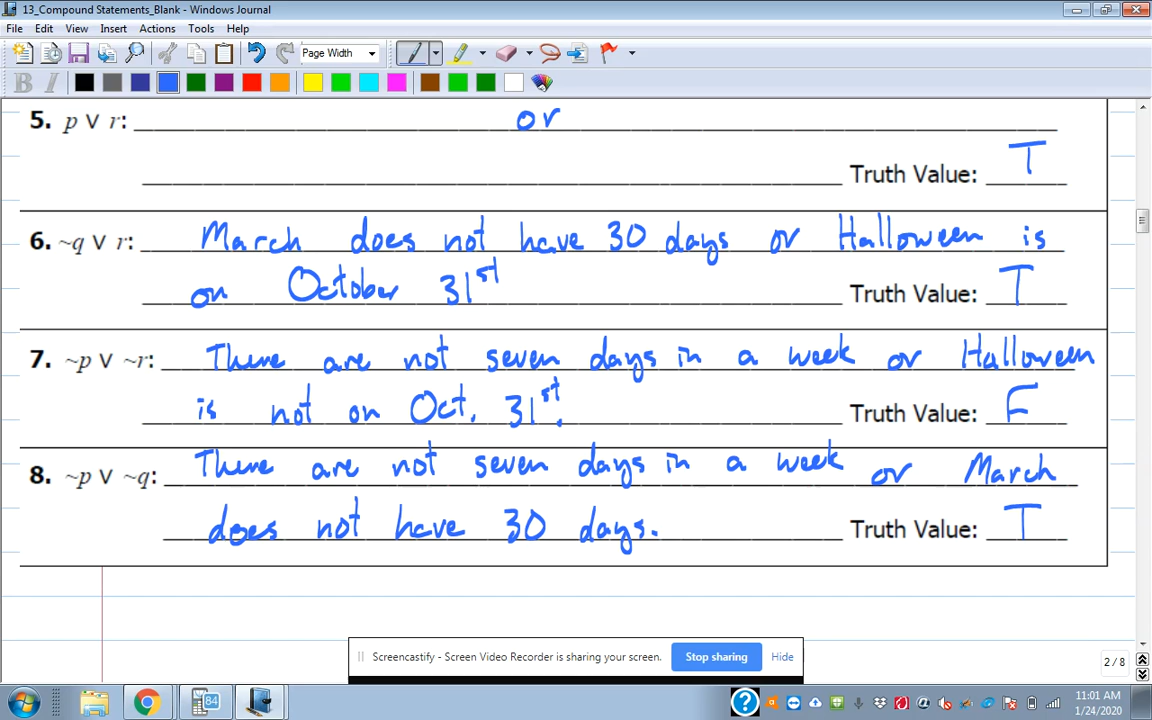 13_Compound Statements_Blank - Windows Journal
File Edit View Insert Actions Tools Help
Page Width
B I
5. p ∨ r: or
Truth Value: T
6. ~q ∨ r: March does not have 30 days or Halloween is
on October 31st Truth Value: T
7. ~p ∨ ~r: There are not seven days in a week or Halloween
is not on Oct. 31st. Truth Value: F
8. ~p ∨ ~q: There are not seven days in a week or March
does not have 30 days. Truth Value: T
Screencastify - Screen Video Recorder is sharing your screen. Stop sharing Hide
2 / 8
84
11:01 AM
1/24/2020